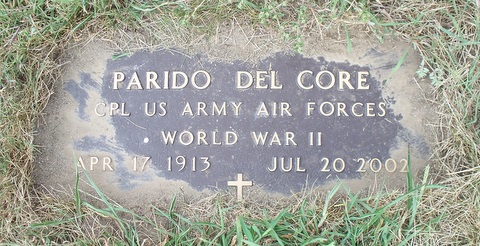 PARIDO DEL CORE
CPL US ARMY AIR FORCES
WORLD WAR II
APR 17 1913 JUL 20 2002